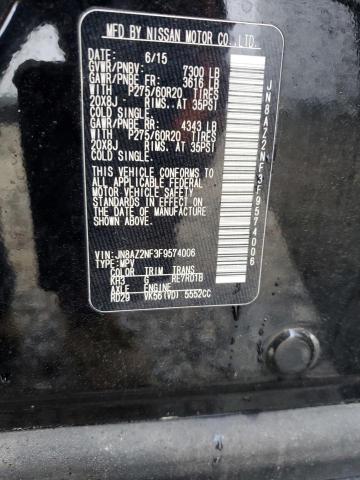 MFD BY NISSAN MOTOR CO.,LTD.
DATE: 6/15
GVWR/PNBV: 7300 LB
GAWR/PNBE FR: 3616 LB
WITH P275/60R20 TIRES
20X8J RIMS. AT 35PSI
COLD SINGLE.
GAWR/PNBE RR: 4343 LB
WITH P275/60R20 TIRES
20X8J RIMS. AT 35PSI
COLD SINGLE.
THIS VEHICLE CONFORMS TO
ALL APPLICABLE FEDERAL
MOTOR VEHICLE SAFETY
STANDARDS IN EFFECT ON
THE DATE OF MANUFACTURE
SHOWN ABOVE.
VIN: JN8AZ2NF3F9574006
TYPE: MPV
COLOR TRIM TRANS
KH3 G RE7R01B
AXLE ENGINE
RD29 VK56(VD) 5552CC
JN8AZ2NF3F9574006